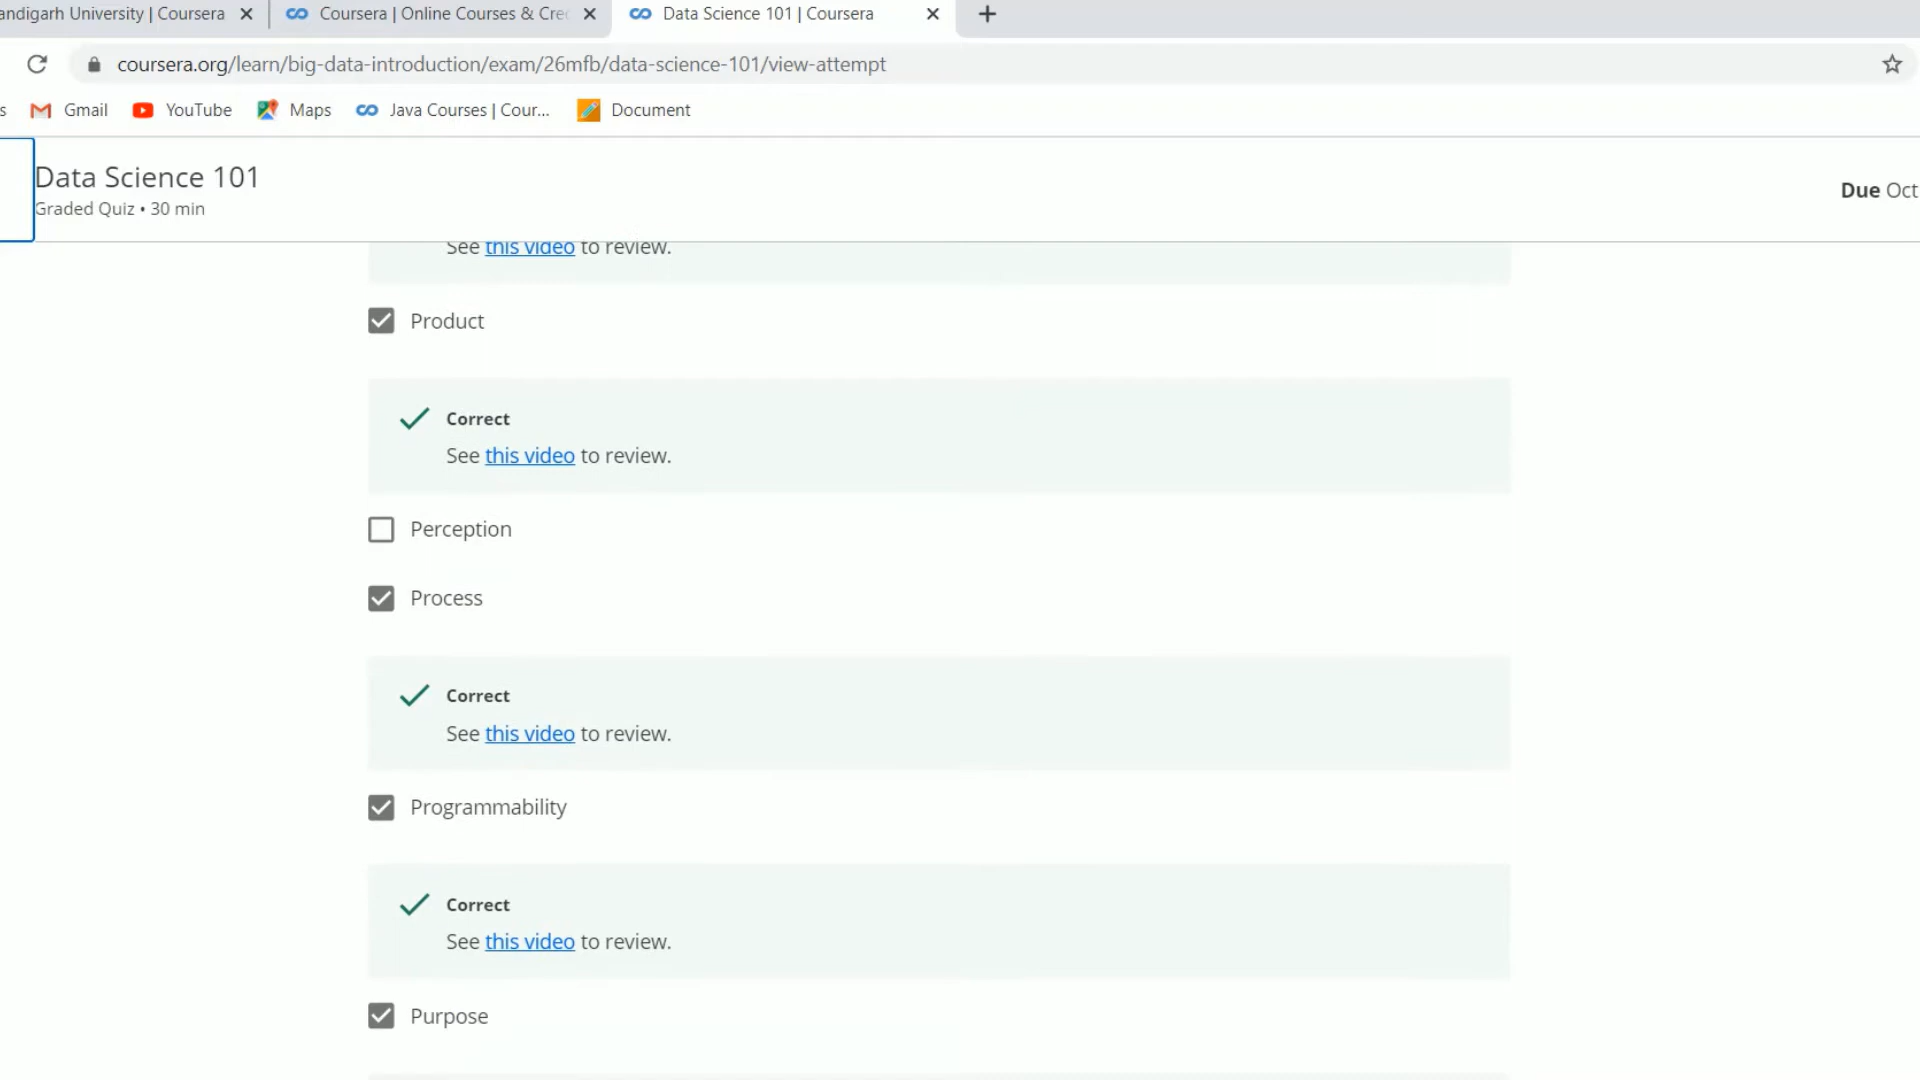 andigarh University | Coursera
Coursera | Online Courses & Cre
Data Science 101 | Coursera
coursera.org/learn/big-data-introduction/exam/26mfb/data-science-101/view-attempt
s
Gmail
YouTube
Maps
Java Courses | Cour...
Document
Data Science 101
Graded Quiz • 30 min
Due Oct
See this video to review.
Product
Correct
See this video to review.
Perception
Process
Correct
See this video to review.
Programmability
Correct
See this video to review.
Purpose